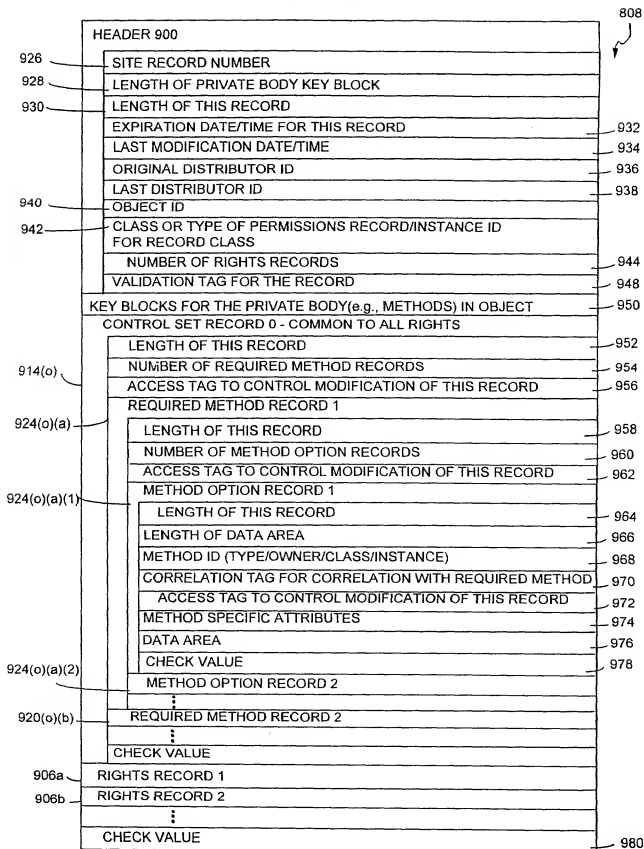 808
HEADER 900
926 SITE RECORD NUMBER
928 LENGTH OF PRIVATE BODY KEY BLOCK
930 LENGTH OF THIS RECORD
EXPIRATION DATE/TIME FOR THIS RECORD 932
LAST MODIFICATION DATE/TIME 934
ORIGINAL DISTRIBUTOR ID 936
LAST DISTRIBUTOR ID 938
940 OBJECT ID
942 CLASS OR TYPE OF PERMISSIONS RECORD/INSTANCE ID
FOR RECORD CLASS
NUMBER OF RIGHTS RECORDS 944
VALIDATION TAG FOR THE RECORD 948
KEY BLOCKS FOR THE PRIVATE BODY(e.g., METHODS) IN OBJECT 950
CONTROL SET RECORD 0 - COMMON TO ALL RIGHTS
LENGTH OF THIS RECORD 952
914(o) NUMBER OF REQUIRED METHOD RECORDS 954
ACCESS TAG TO CONTROL MODIFICATION OF THIS RECORD 956
924(o)(a) REQUIRED METHOD RECORD 1
LENGTH OF THIS RECORD 958
NUMBER OF METHOD OPTION RECORDS 960
ACCESS TAG TO CONTROL MODIFICATION OF THIS RECORD 962
924(o)(a)(1) METHOD OPTION RECORD 1
LENGTH OF THIS RECORD 964
LENGTH OF DATA AREA 966
METHOD ID (TYPE/OWNER/CLASS/INSTANCE) 968
CORRELATION TAG FOR CORRELATION WITH REQUIRED METHOD 970
ACCESS TAG TO CONTROL MODIFICATION OF THIS RECORD 972
METHOD SPECIFIC ATTRIBUTES 974
DATA AREA 976
CHECK VALUE 978
924(o)(a)(2) METHOD OPTION RECORD 2
920(o)(b) REQUIRED METHOD RECORD 2
CHECK VALUE
906a RIGHTS RECORD 1
906b RIGHTS RECORD 2
CHECK VALUE 980